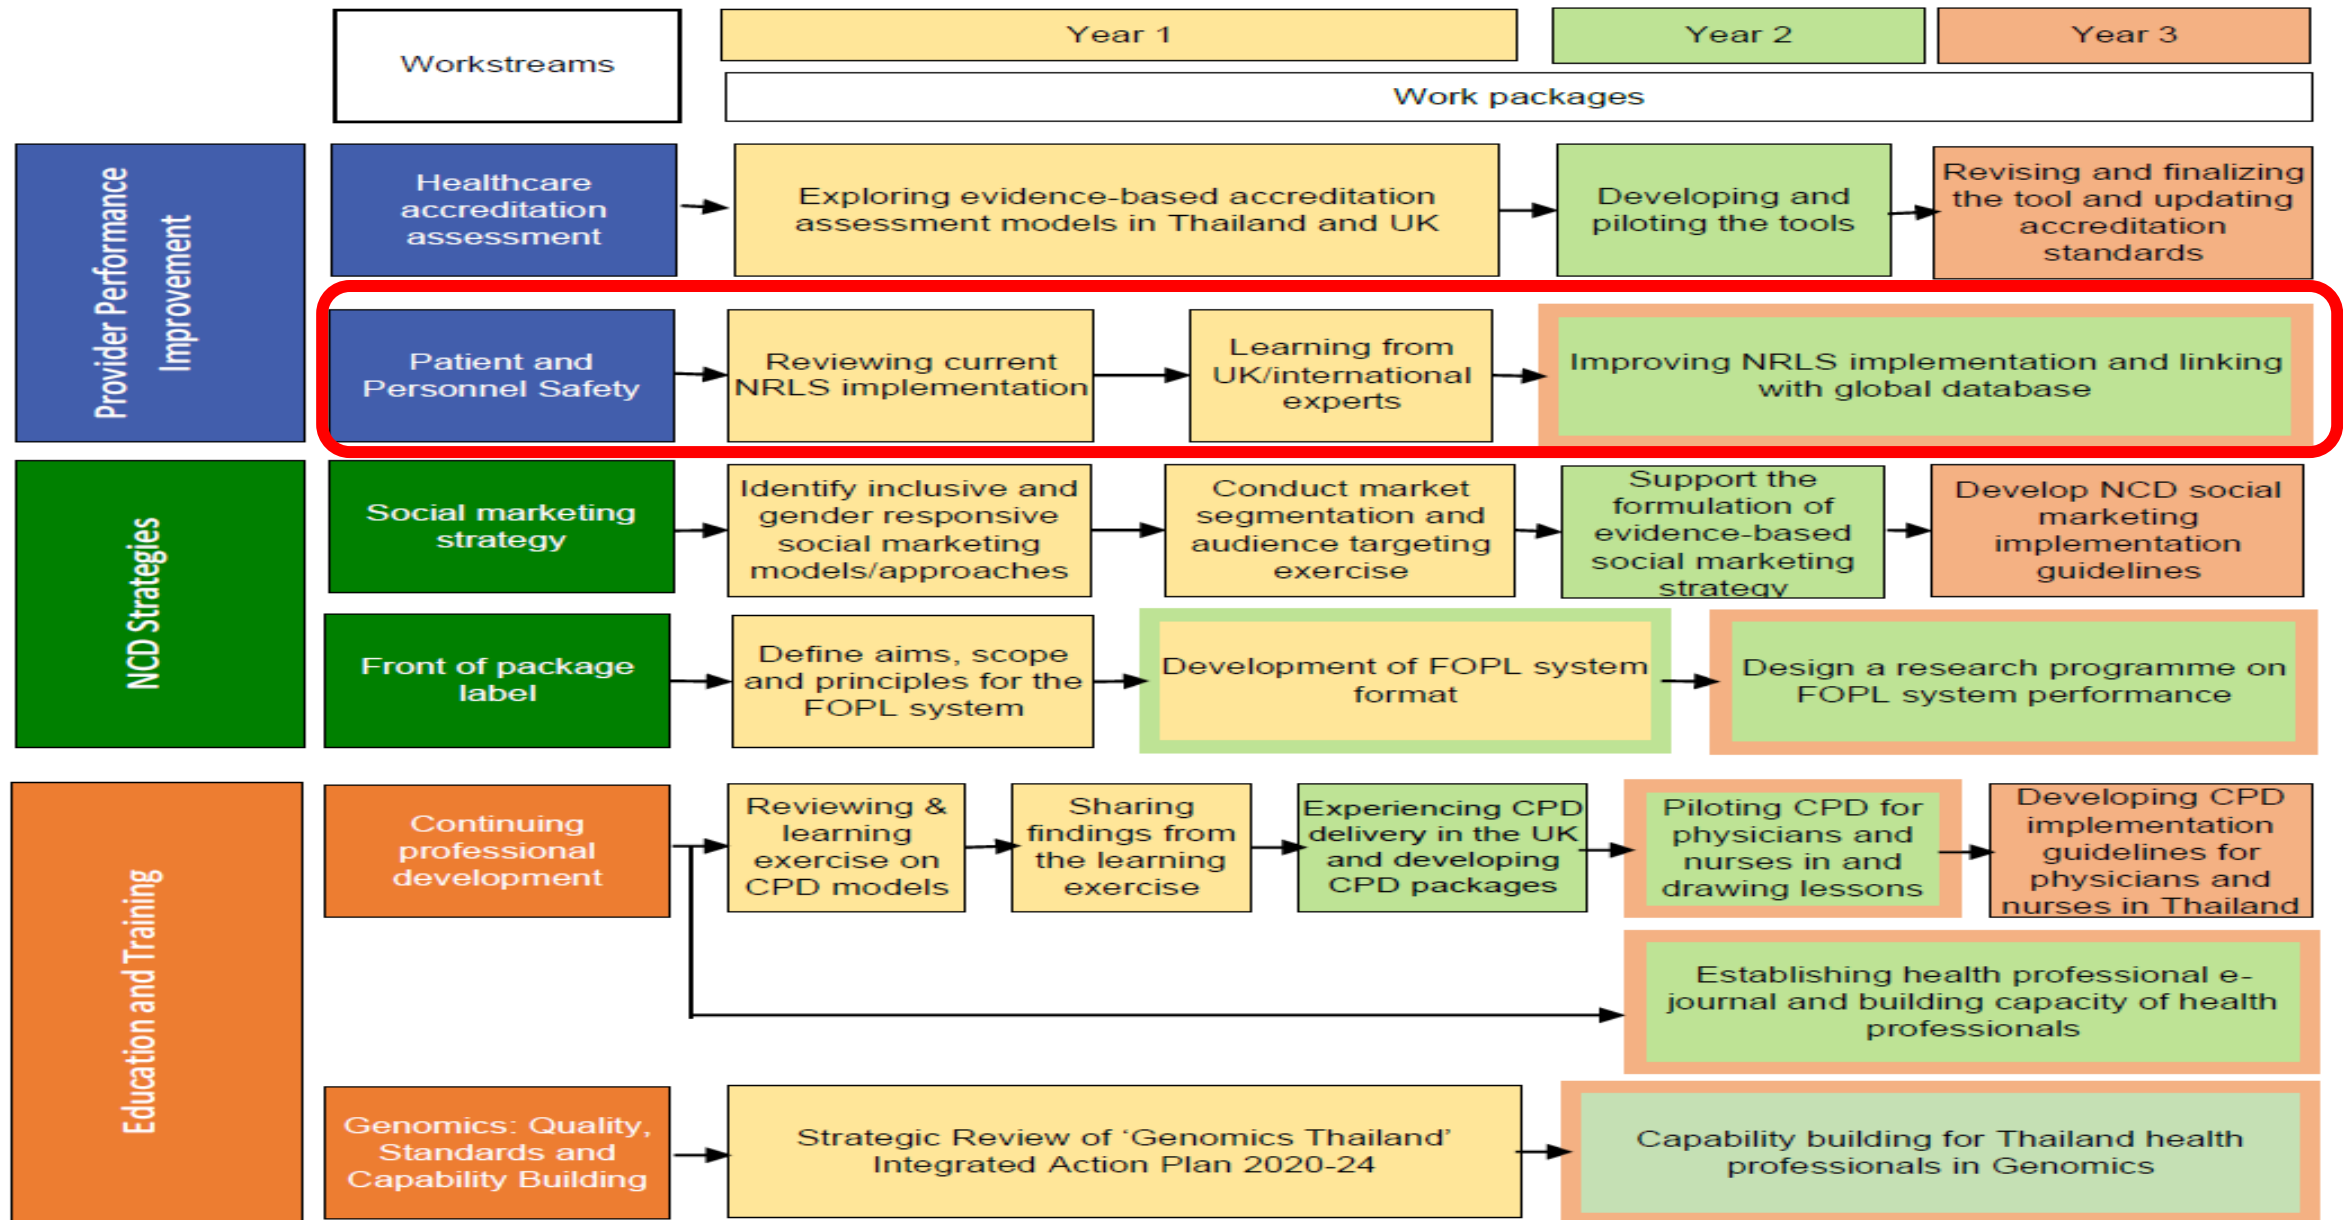 Workstreams
Year 1
Year 2
Year 3
Work packages
Provider Performance
Improvement
Healthcare
accreditation
assessment
Exploring evidence-based accreditation
assessment models in Thailand and UK
Developing and
piloting the tools
Revising and finalizing
the tool and updating
accreditation
standards
Patient and
Personnel Safety
Reviewing current
NRLS implementation
Learning from
UK/international
experts
Improving NRLS implementation and linking
with global database
NCD Strategies
Social marketing
strategy
Identify inclusive and
gender responsive
social marketing
models/approaches
Conduct market
segmentation and
audience targeting
exercise
Support the
formulation of
evidence-based
social marketing
strategy
Develop NCD social
marketing
implementation
guidelines
Front of package
label
Define aims, scope
and principles for the
FOPL system
Development of FOPL system
format
Design a research programme on
FOPL system performance
Education and Training
Continuing
professional
development
Reviewing &
learning
exercise on
CPD models
Sharing
findings from
the learning
exercise
Experiencing CPD
delivery in the UK
and developing
CPD packages
Piloting CPD for
physicians and
nurses in and
drawing lessons
Developing CPD
implementation
guidelines for
physicians and
nurses in Thailand
Establishing health professional e-
journal and building capacity of health
professionals
Genomics: Quality,
Standards and
Capability Building
Strategic Review of ‘Genomics Thailand’
Integrated Action Plan 2020-24
Capability building for Thailand health
professionals in Genomics